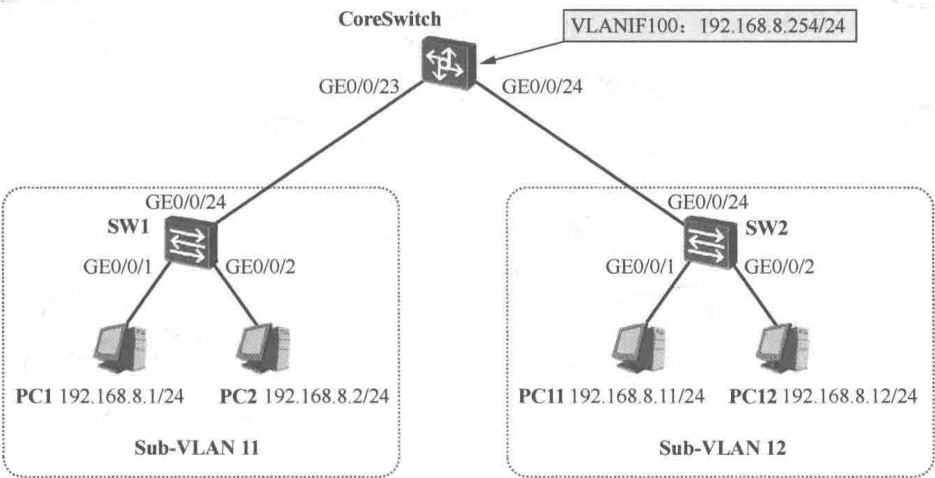 CoreSwitch
VLANIF100: 192.168.8.254/24
GE0/0/23
GE0/0/24
GE0/0/24
SW1
GE0/0/1
GE0/0/2
PC1 192.168.8.1/24
PC2 192.168.8.2/24
Sub-VLAN 11
GE0/0/24
SW2
GE0/0/1
GE0/0/2
PC11 192.168.8.11/24
PC12 192.168.8.12/24
Sub-VLAN 12